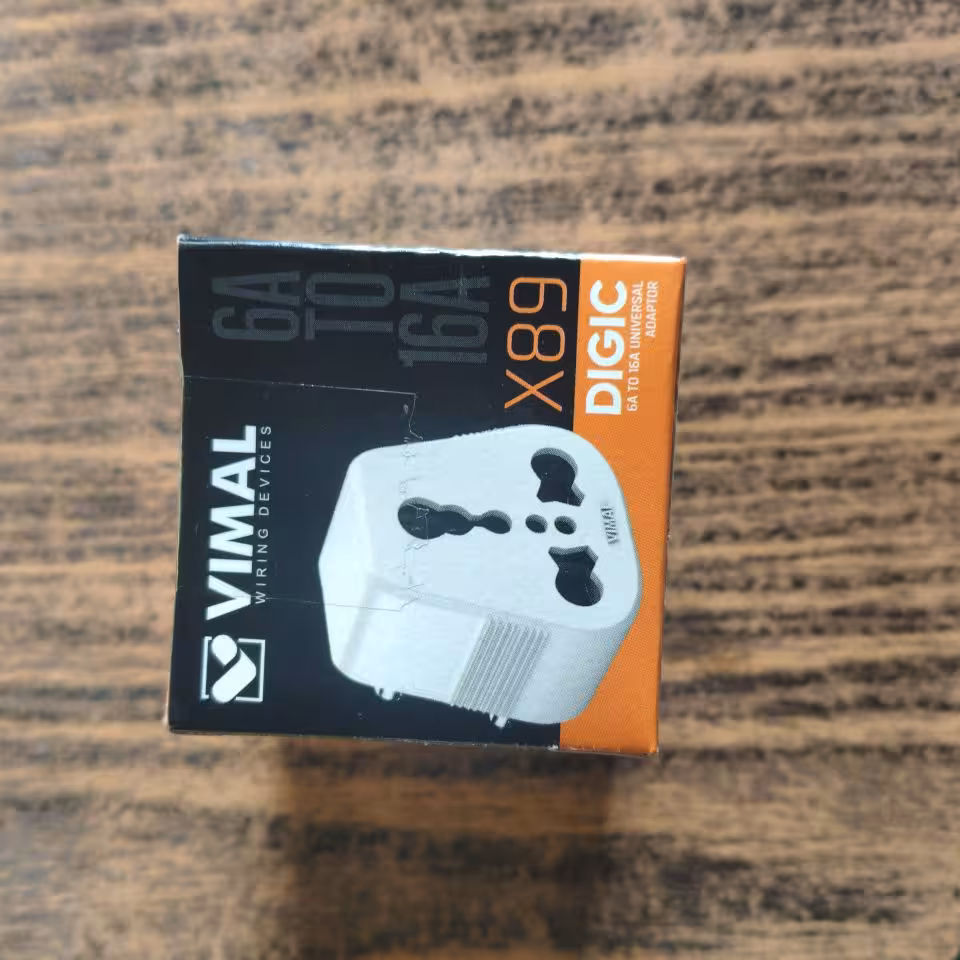 VIMAL
WIRING DEVICES
6A
TO
16A
X89
DIGIC
6A TO 16A UNIVERSAL
ADAPTOR
VIMAL